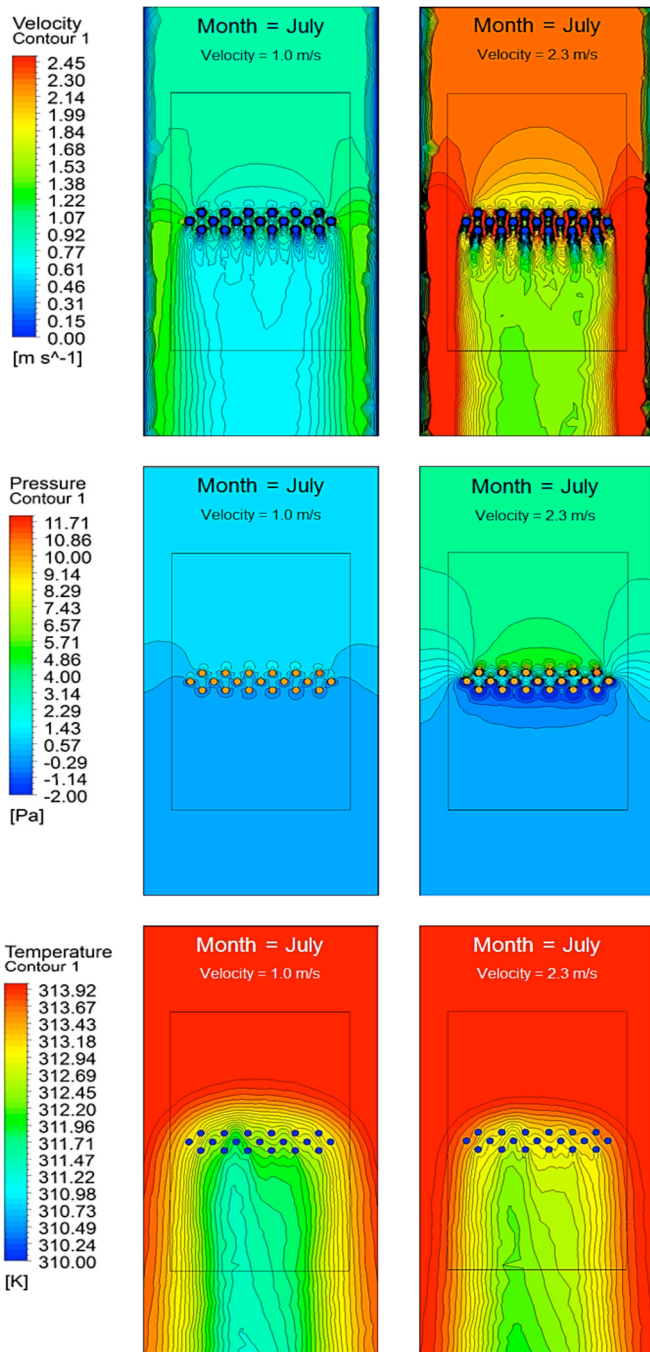 Velocity
Contour 1
2.45
2.30
2.14
1.99
1.84
1.68
1.53
1.38
1.22
1.07
0.92
0.77
0.61
0.46
0.31
0.15
0.00
[m s^-1]
Month = July
Velocity = 1.0 m/s
Month = July
Velocity = 2.3 m/s
Pressure
Contour 1
11.71
10.86
10.00
9.14
8.29
7.43
6.57
5.71
4.86
4.00
3.14
2.29
1.43
0.57
-0.29
-1.14
-2.00
[Pa]
Month = July
Velocity = 1.0 m/s
Month = July
Velocity = 2.3 m/s
Temperature
Contour 1
313.92
313.67
313.43
313.18
312.94
312.69
312.45
312.20
311.96
311.71
311.47
311.22
310.98
310.73
310.49
310.24
310.00
[K]
Month = July
Velocity = 1.0 m/s
Month = July
Velocity = 2.3 m/s